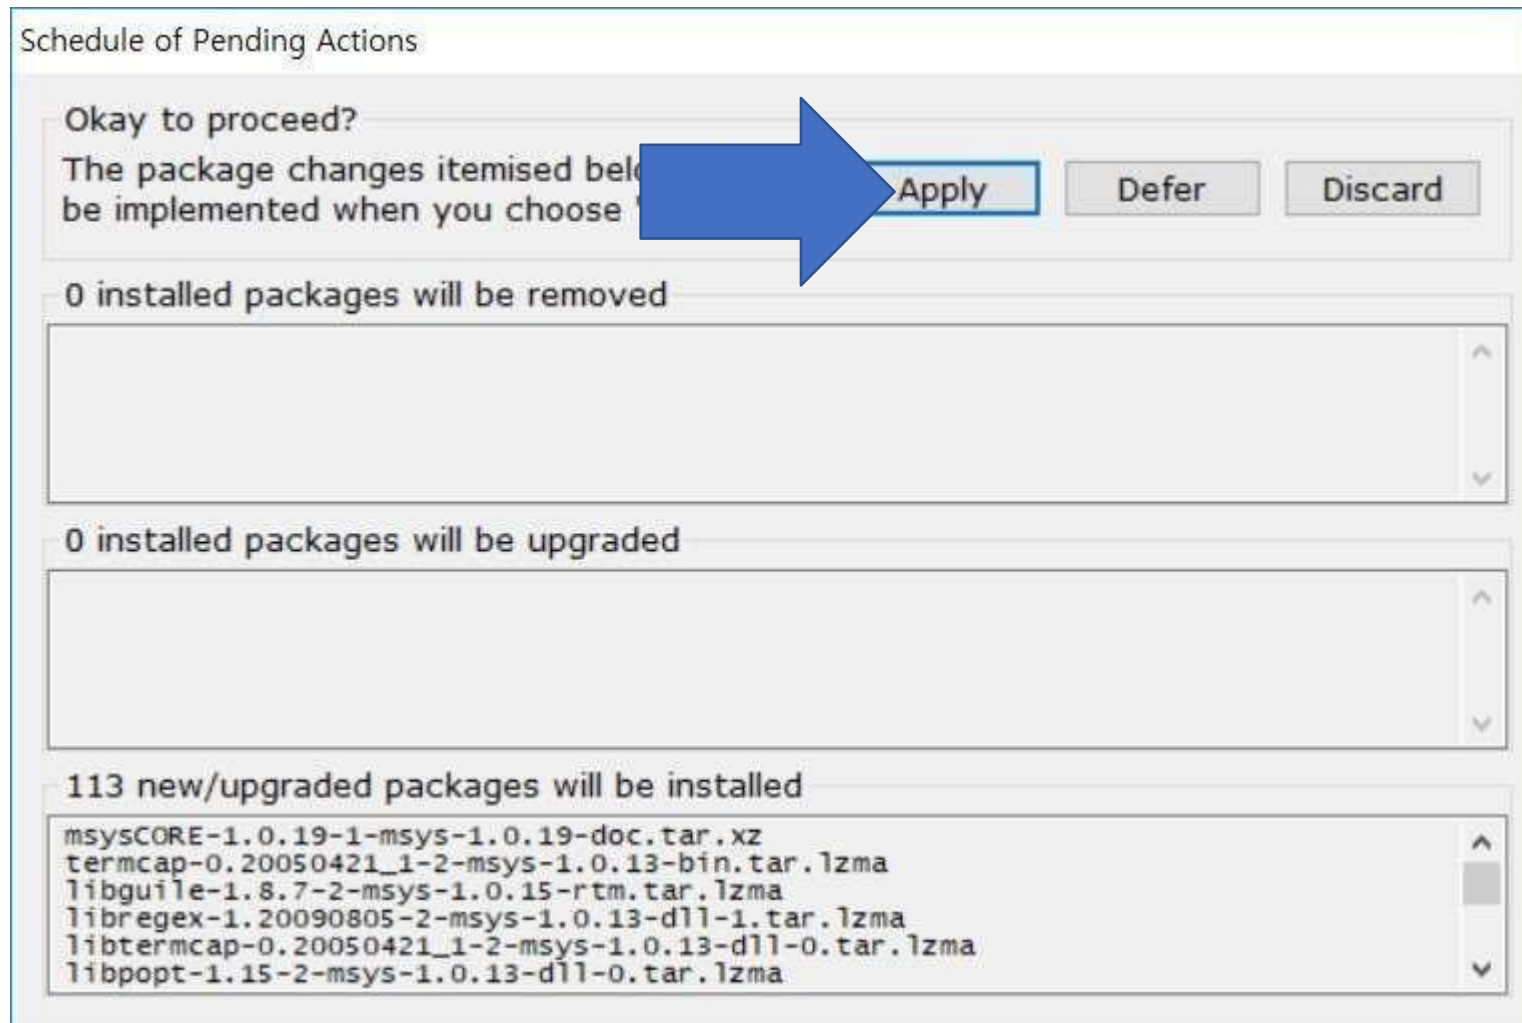 Schedule of Pending Actions
Okay to proceed?
The package changes itemised
be implemented when you choose
Apply
Defer
Discard
0 installed packages will be removed
0 installed packages will be upgraded
113 new/upgraded packages will be installed
msysCORE-1.0.19-1-msys-1.0.19-doc.tar.xz
termcap-0.20050421_1-2-msys-1.0.13-bin.tar.lzma
libguile-1.8.7-2-msys-1.0.15-rtm.tar.lzma
libregex-1.20090805-2-msys-1.0.13-dll-1.tar.lzma
libtermcap-0.20050421_1-2-msys-1.0.13-dll-0.tar.lzma
libpopt-1.15-2-msys-1.0.13-dll-0.tar.lzma